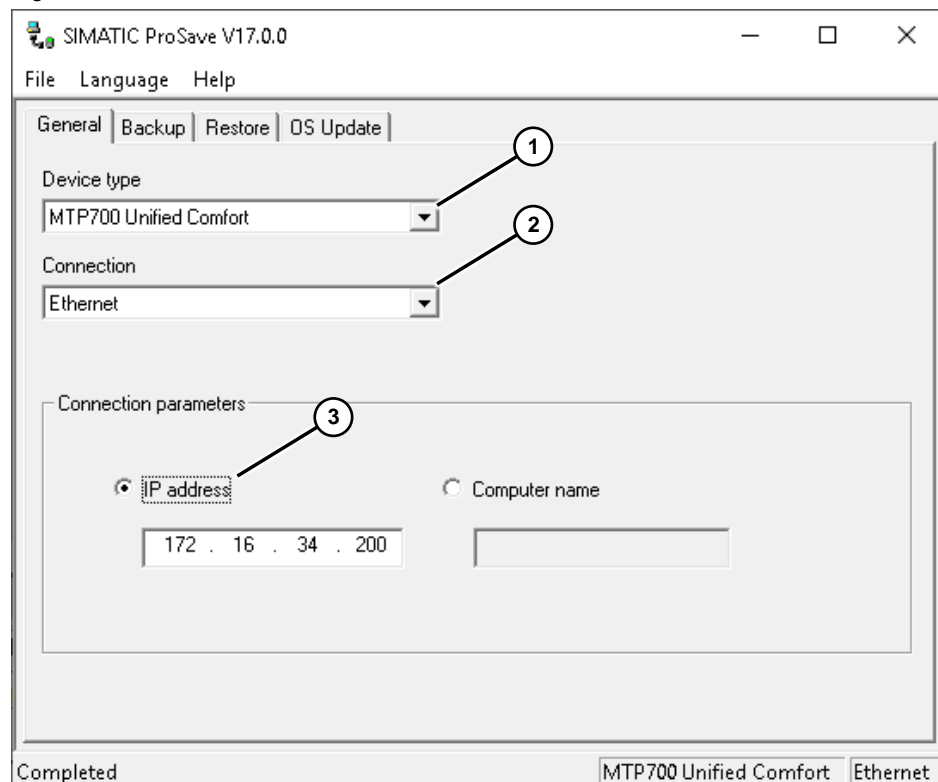 SIMATIC ProSave V17.0.0
File Language Help
General Backup Restore OS Update
1
Device type
MTP700 Unified Comfort
2
Connection
Ethernet
Connection parameters
3
IP address Computer name
172 . 16 . 34 . 200
Completed MTP700 Unified Comfort Ethernet